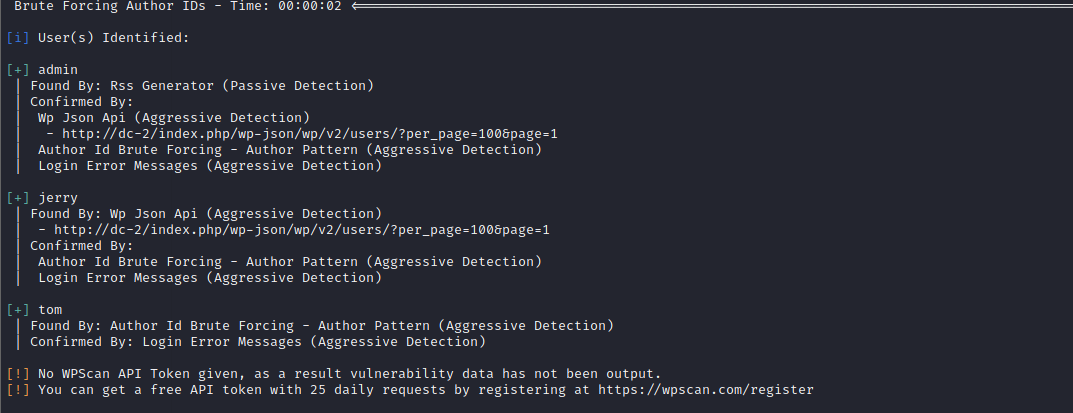 Brute Forcing Author IDs - Time: 00:00:02 <==============================================================================================
[i] User(s) Identified:
[+] admin
 | Found By: Rss Generator (Passive Detection)
 | Confirmed By:
 |  Wp Json Api (Aggressive Detection)
 |   - http://dc-2/index.php/wp-json/wp/v2/users/?per_page=100&page=1
 |  Author Id Brute Forcing - Author Pattern (Aggressive Detection)
 |  Login Error Messages (Aggressive Detection)
[+] jerry
 | Found By: Wp Json Api (Aggressive Detection)
 |  - http://dc-2/index.php/wp-json/wp/v2/users/?per_page=100&page=1
 | Confirmed By:
 |  Author Id Brute Forcing - Author Pattern (Aggressive Detection)
 |  Login Error Messages (Aggressive Detection)
[+] tom
 | Found By: Author Id Brute Forcing - Author Pattern (Aggressive Detection)
 | Confirmed By: Login Error Messages (Aggressive Detection)
[!] No WPScan API Token given, as a result vulnerability data has not been output.
[!] You can get a free API token with 25 daily requests by registering at https://wpscan.com/register